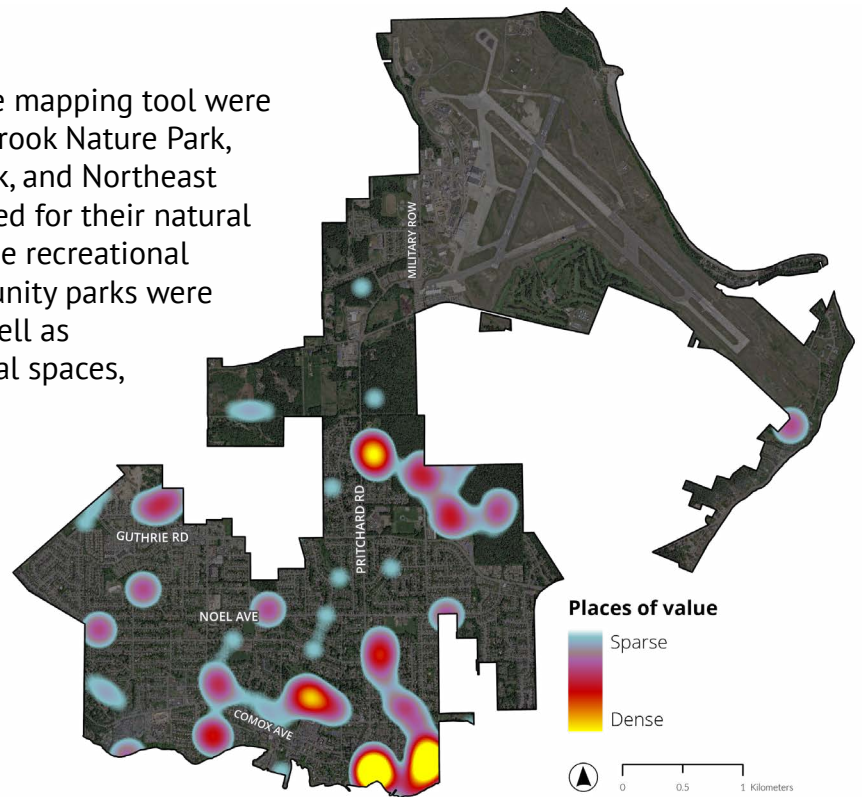 e mapping tool were
rook Nature Park,
k, and Northeast
ed for their natural
e recreational
unity parks were
ell as
al spaces,
MILITARY ROW
PRITCHARD RD
GUTHRIE RD
NOEL AVE
COMOX AVE
Places of value
Sparse
Dense
0 0.5 1 Kilometers